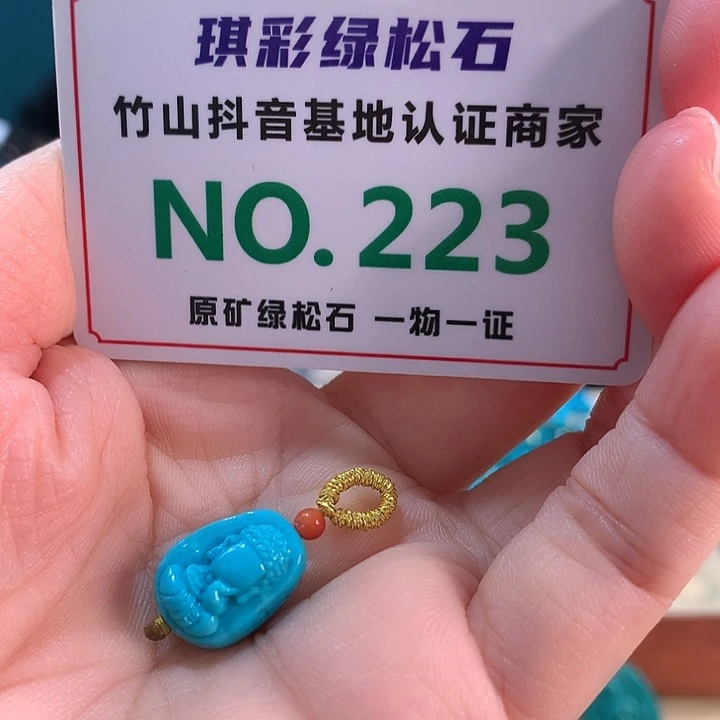 琪彩绿松石
竹山抖音基地认证商家
NO. 223
原矿绿松石 一物一证